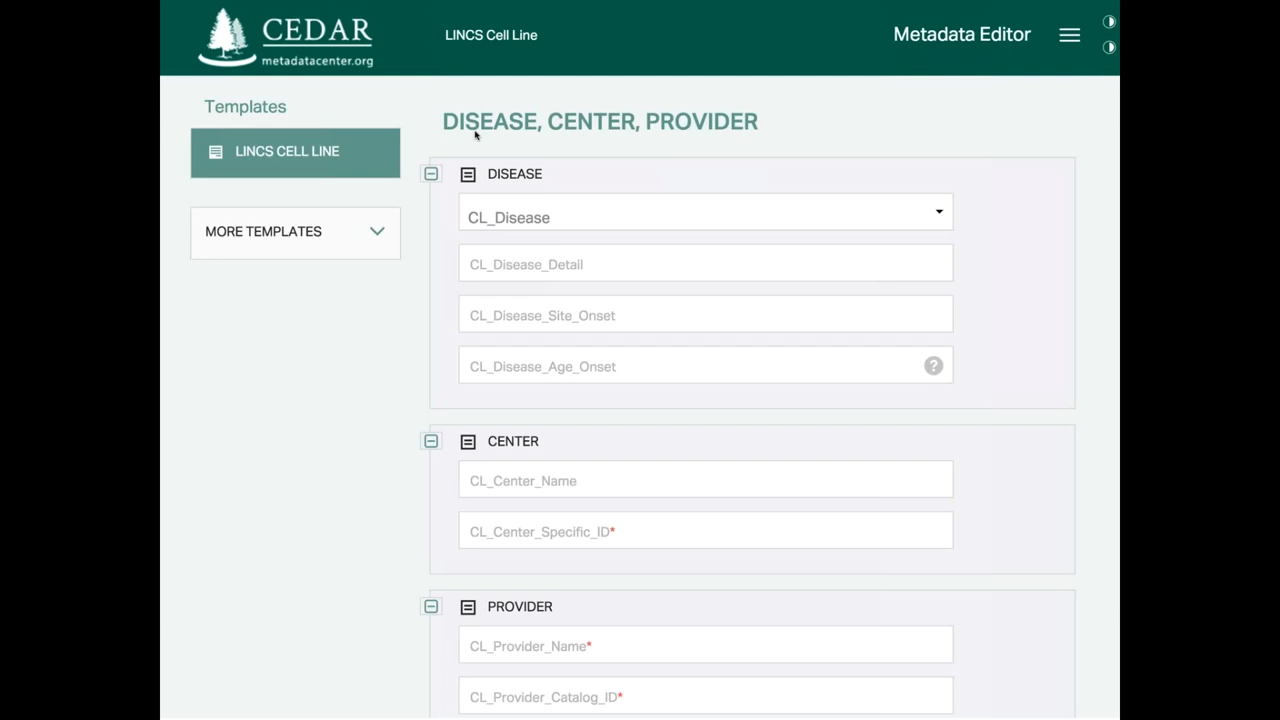 CEDAR
metadatacenter.org
LINCS Cell Line
Metadata Editor
Templates
LINCS CELL LINE
MORE TEMPLATES
DISEASE, CENTER, PROVIDER
DISEASE
CL_Disease
CL_Disease_Detail
CL_Disease_Site_Onset
CL_Disease_Age_Onset
?
CENTER
CL_Center_Name
CL_Center_Specific_ID*
PROVIDER
CL_Provider_Name*
CL_Provider_Catalog_ID*